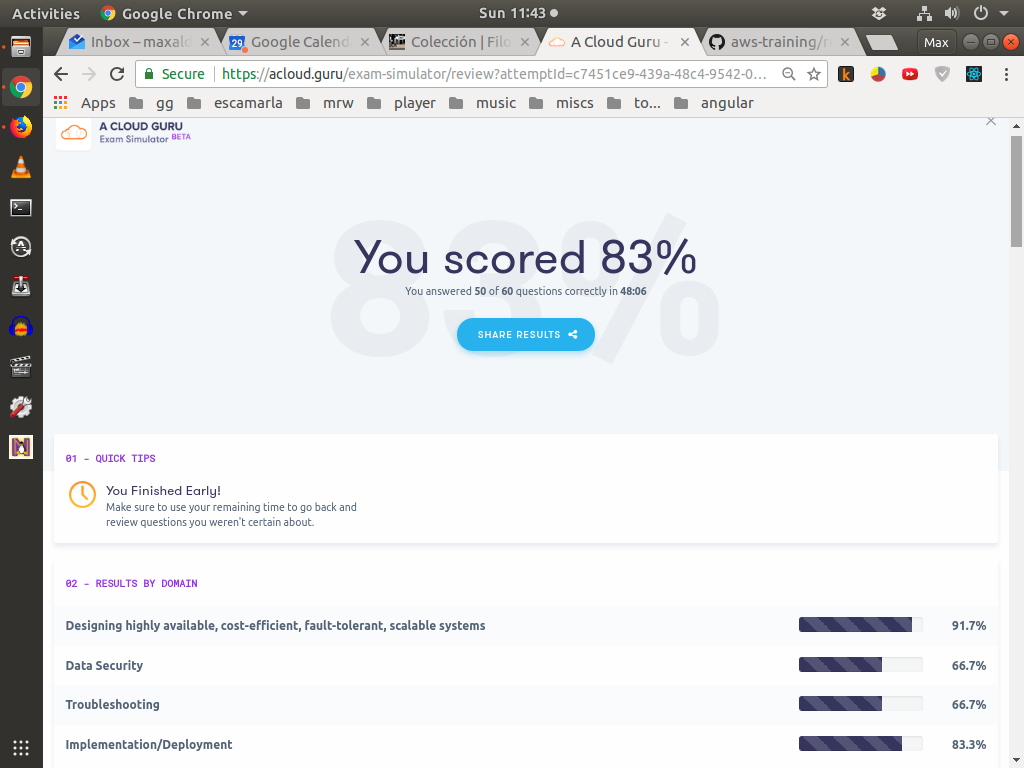 Activities
Google Chrome
Sun 11:43
Inbox – maxald
29
Google Calend
Colección | Filo
A Cloud Guru -
aws-training/r
Max
Secure
https://acloud.guru/exam-simulator/review?attemptId=c7451ce9-439a-48c4-9542-0...
k
Apps
gg
escamarla
mrw
player
music
miscs
to...
angular
A CLOUD GURU
Exam Simulator BETA
83%
You scored 83%
You answered 50 of 60 questions correctly in 48:06
SHARE RESULTS
01 - QUICK TIPS
You Finished Early!
Make sure to use your remaining time to go back and
review questions you weren't certain about.
02 - RESULTS BY DOMAIN
Designing highly available, cost-efficient, fault-tolerant, scalable systems
91.7%
Data Security
66.7%
Troubleshooting
66.7%
Implementation/Deployment
83.3%